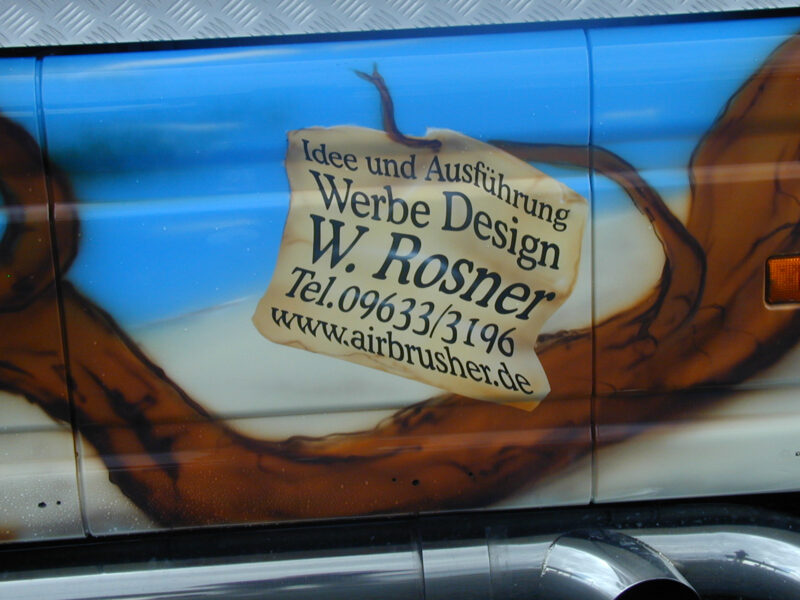 Idee und Ausführung
Werbe Design
W. Rosner
Tel.09633/3196
www.airbrusher.de